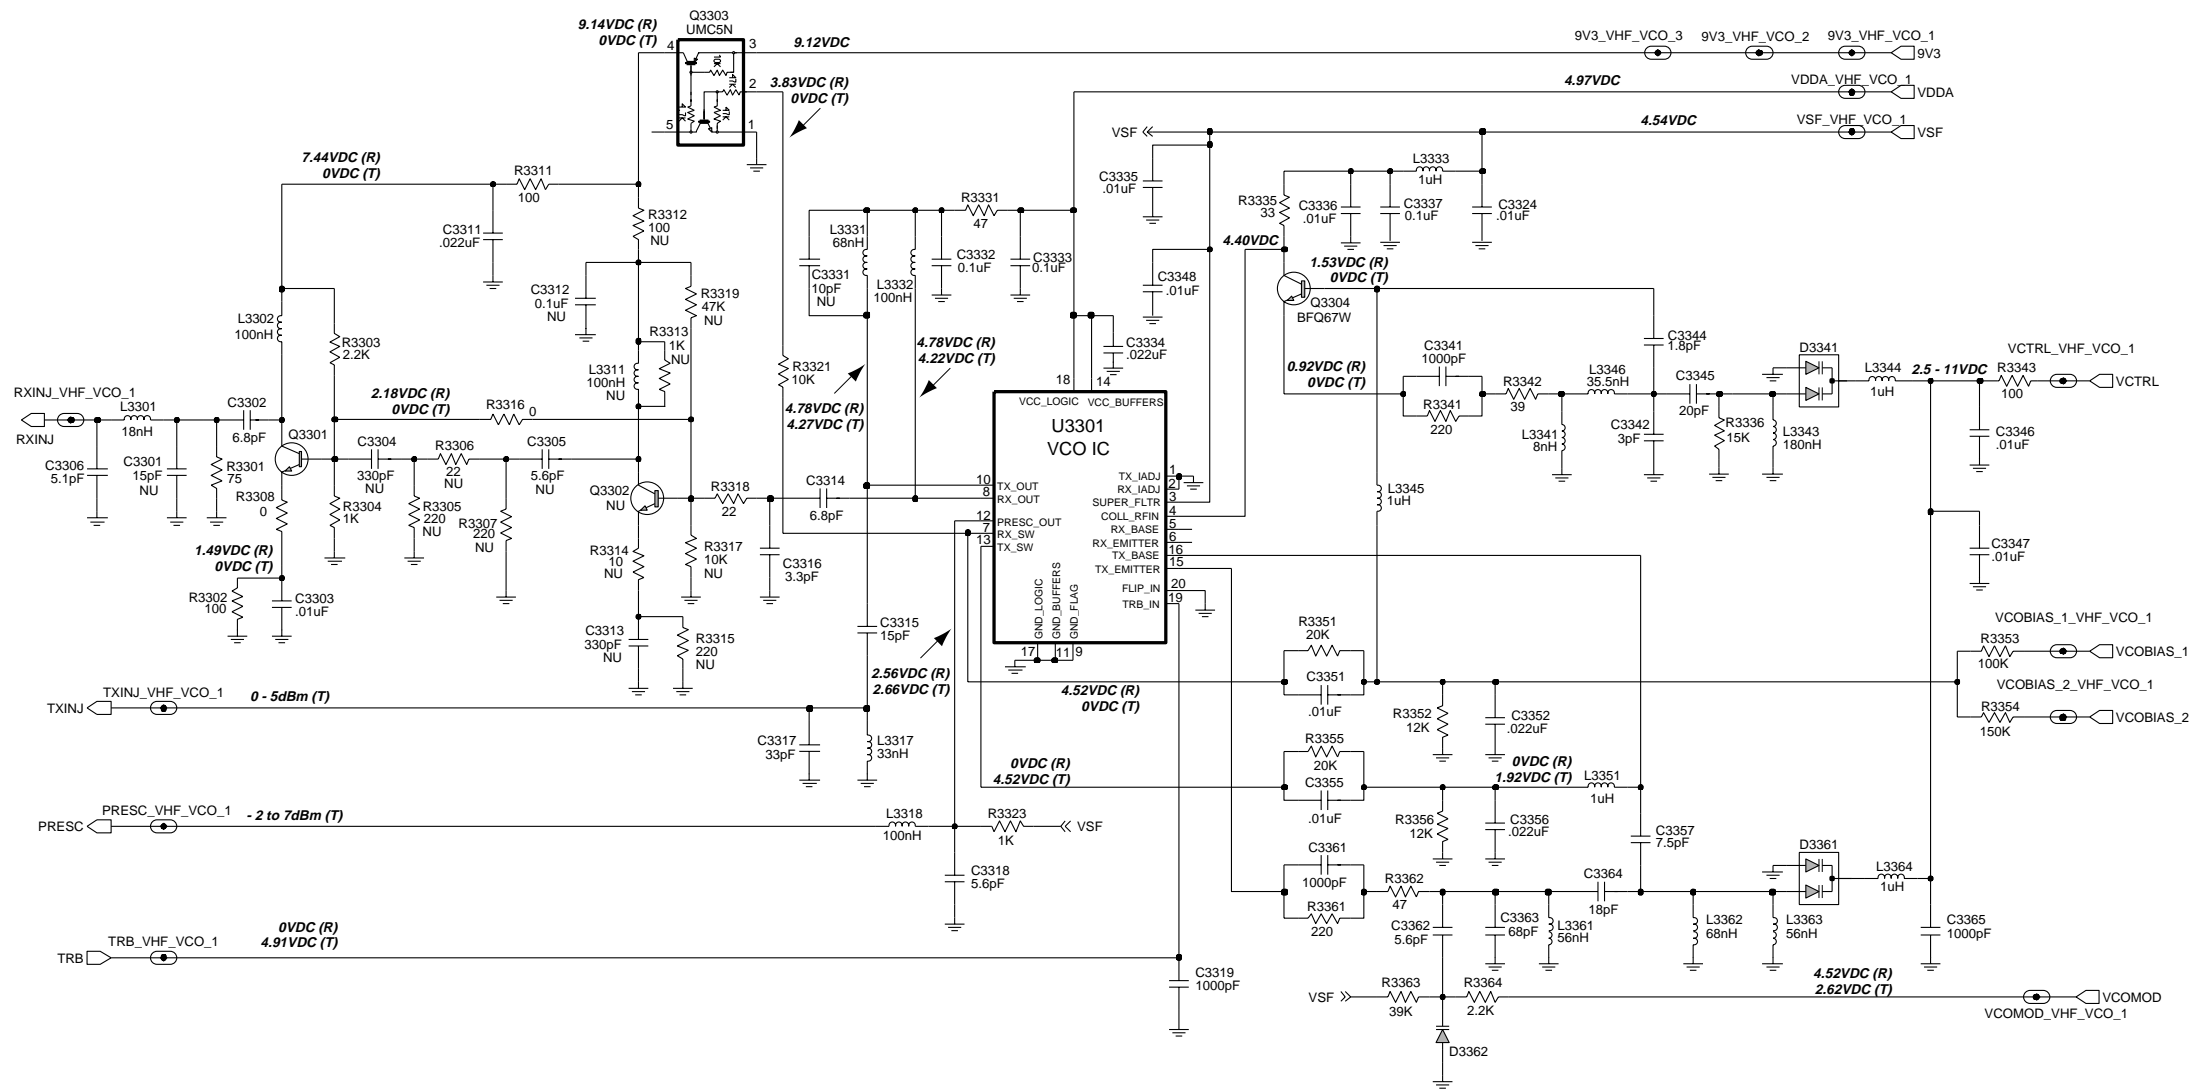 Q3303
UMC5N
9.14VDC (R)
0VDC (T)
4
3
2
5
1
10K
47K
4.7K
47K
9.12VDC
3.83VDC (R)
0VDC (T)
9V3_VHF_VCO_3
9V3_VHF_VCO_2
9V3_VHF_VCO_1
9V3
4.97VDC
VDDA_VHF_VCO_1
VDDA
VSF
4.54VDC
VSF_VHF_VCO_1
VSF
7.44VDC (R)
0VDC (T)
R3311
100
C3311
.022uF
R3312
100
NU
C3312
0.1uF
NU
R3319
47K
NU
R3313
1K
NU
L3311
100nH
NU
L3302
100nH
R3303
2.2K
2.18VDC (R)
0VDC (T)
R3316
0
RXINJ_VHF_VCO_1
RXINJ
L3301
18nH
C3302
6.8pF
Q3301
C3306
5.1pF
C3301
15pF
NU
R3301
75
R3308
0
1.49VDC (R)
0VDC (T)
R3302
100
C3303
.01uF
R3304
1K
C3304
330pF
NU
R3306
22
NU
R3305
220
NU
R3307
220
NU
C3305
5.6pF
NU
Q3302
NU
R3314
10
NU
C3313
330pF
NU
R3315
220
NU
R3317
10K
NU
R3318
22
C3314
6.8pF
C3316
3.3pF
R3321
10K
L3331
68nH
C3331
10pF
NU
L3332
100nH
R3331
47
C3332
0.1uF
C3333
0.1uF
4.78VDC (R)
4.27VDC (T)
4.78VDC (R)
4.22VDC (T)
C3334
.022uF
C3335
.01uF
C3348
.01uF
4.40VDC
R3335
33
C3336
.01uF
C3337
0.1uF
L3333
1uH
C3324
.01uF
1.53VDC (R)
0VDC (T)
Q3304
BFQ67W
0.92VDC (R)
0VDC (T)
C3341
1000pF
R3341
220
R3342
39
L3346
35.5nH
L3341
8nH
C3344
1.8pF
C3342
3pF
C3345
20pF
R3336
15K
L3343
180nH
D3341
L3344
1uH
2.5 - 11VDC
R3343
100
VCTRL_VHF_VCO_1
VCTRL
C3346
.01uF
C3347
.01uF
L3345
1uH
18
14
VCC_LOGIC
VCC_BUFFERS
U3301
VCO IC
10
TX_OUT
8
RX_OUT
12
PRESC_OUT
7
RX_SW
13
TX_SW
TX_IADJ
1
RX_IADJ
2
SUPER_FLTR
3
COLL_RFIN
4
RX_BASE
5
RX_EMITTER
6
TX_BASE
16
TX_EMITTER
15
FLIP_IN
20
TRB_IN
19
GND_LOGIC
GND_BUFFERS
GND_FLAG
17
11
9
C3315
15pF
2.56VDC (R)
2.66VDC (T)
4.52VDC (R)
0VDC (T)
R3351
20K
C3351
.01uF
R3352
12K
C3352
.022uF
VCOBIAS_1_VHF_VCO_1
R3353
100K
VCOBIAS_1
VCOBIAS_2_VHF_VCO_1
R3354
150K
VCOBIAS_2
TXINJ_VHF_VCO_1
TXINJ
0 - 5dBm (T)
C3317
33pF
L3317
33nH
0VDC (R)
4.52VDC (T)
R3355
20K
C3355
.01uF
0VDC (R)
1.92VDC (T)
L3351
1uH
R3356
12K
C3356
.022uF
C3357
7.5pF
PRESC_VHF_VCO_1
PRESC
- 2 to 7dBm (T)
L3318
100nH
R3323
1K
VSF
C3318
5.6pF
C3361
1000pF
R3361
220
R3362
47
C3362
5.6pF
C3363
68pF
L3361
56nH
C3364
18pF
L3362
68nH
L3363
56nH
D3361
L3364
1uH
C3365
1000pF
0VDC (R)
4.91VDC (T)
TRB_VHF_VCO_1
TRB
C3319
1000pF
VSF
R3363
39K
R3364
2.2K
D3362
4.52VDC (R)
2.62VDC (T)
VCOMOD
VCOMOD_VHF_VCO_1